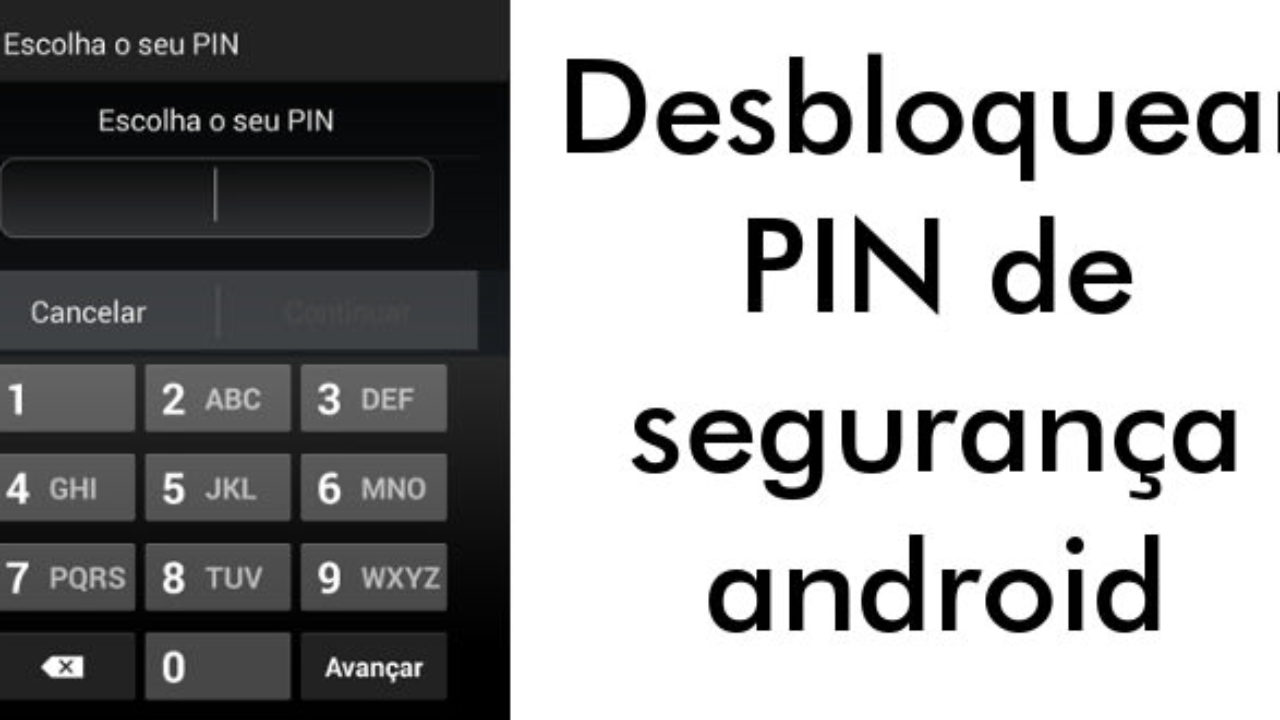 Escolha o seu PIN
Escolha o seu PIN
Cancelar Continuar
1 2 ABC 3 DEF
4 GHI 5 JKL 6 MNO
7 PQRS 8 TUV 9 WXYZ
0 Avançar
Desbloquear
PIN de
segurança
android